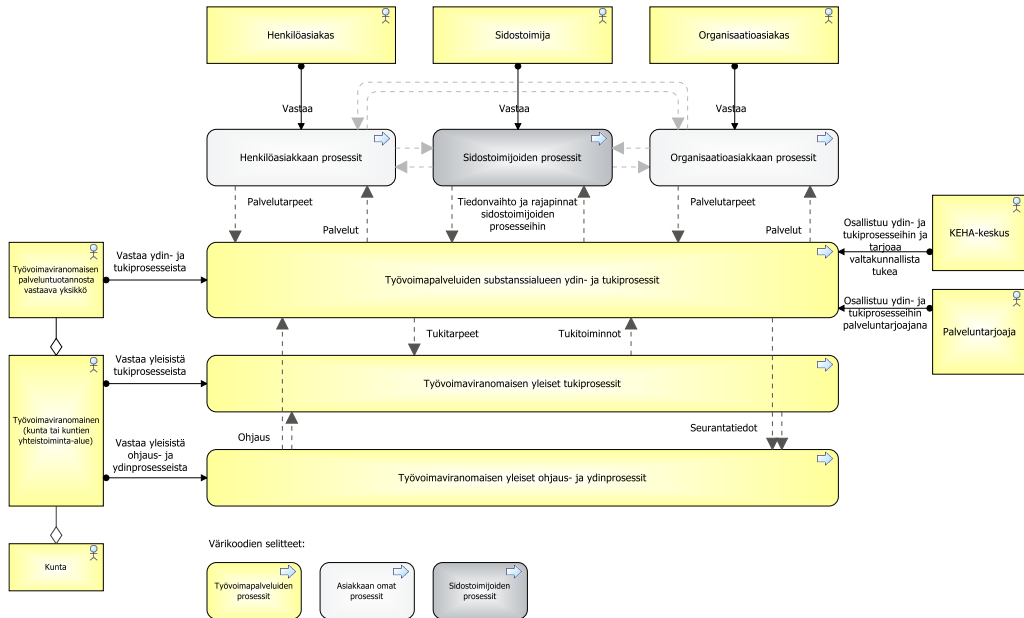 Henkilöasiakas
Sidostoimija
Organisaatioasiakas
Vastaa
Vastaa
Vastaa
Henkilöasiakkaan prosessit
Sidostoimijoiden prosessit
Organisaatioasiakkaan prosessit
Palvelutarpeet
Palvelut
Tiedonvaihto ja rajapinnat
sidostoimijoiden
prosesseihin
Palvelutarpeet
Palvelut
Osallistuu ydin- ja
tukiprosesseihin ja
tarjoaa
valtakunnallista
tukea
KEHA-keskus
Työvoimaviranomaisen
palveluntuotannosta
vastaava yksikkö
Vastaa ydin- ja
tukiprosesseista
Työvoimapalveluiden substanssialueen ydin- ja tukiprosessit
Osallistuu ydin- ja
tukiprosesseihin
palveluntarjoajana
Palveluntarjoaja
Tukitarpeet
Tukitoiminnot
Vastaa yleisistä
tukiprosesseista
Työvoimaviranomaisen yleiset tukiprosessit
Työvoimaviranomainen
(kunta tai kuntien
yhteistoiminta-alue)
Ohjaus
Seurantatiedot
Vastaa yleisistä
ohjaus- ja
ydinprosesseista
Työvoimaviranomaisen yleiset ohjaus- ja ydinprosessit
Kunta
Värikoodien selitteet:
Työvoimapalveluiden
prosessit
Asiakkaan omat
prosessit
Sidostoimijoiden
prosessit